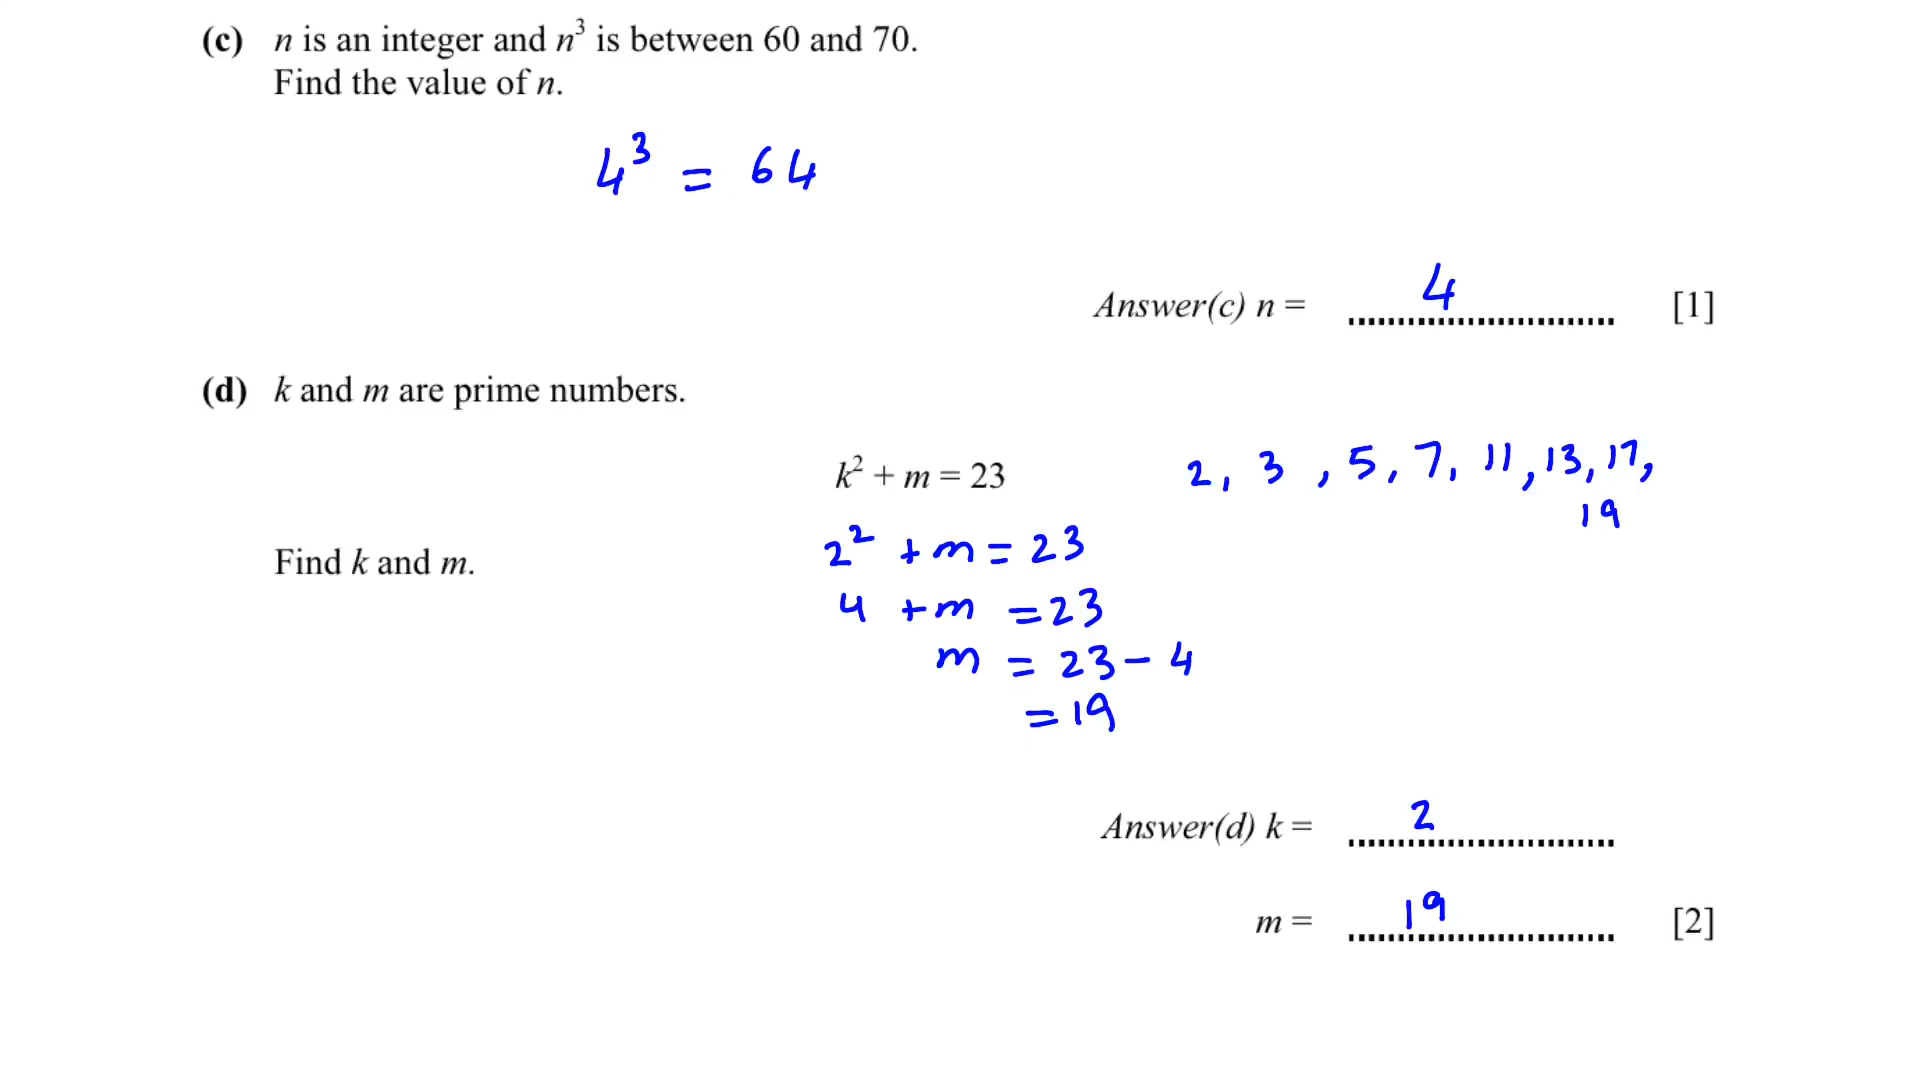 (c) n is an integer and n³ is between 60 and 70.
Find the value of n.
4³ = 64
Answer(c) n = 4 [1]
(d) k and m are prime numbers.
k² + m = 23
2, 3, 5, 7, 11, 13, 17,
19
2² + m = 23
Find k and m.
4 + m = 23
m = 23 - 4
= 19
Answer(d) k = 2
m = 19 [2]